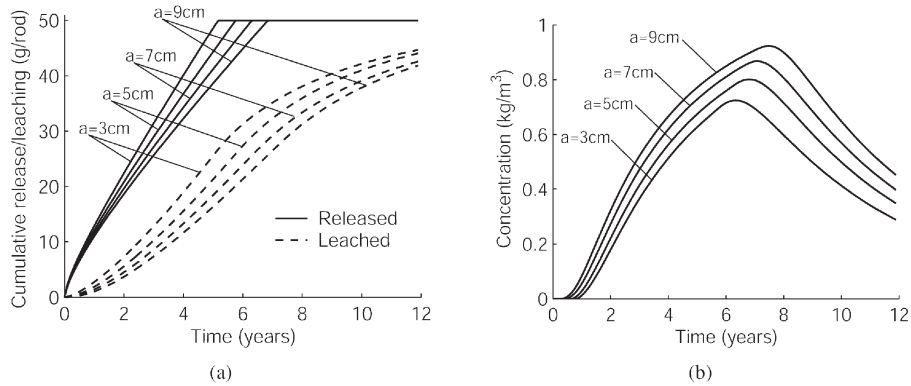 Cumulative release/leaching (g/rod)
50
40
30
20
10
0
a=9cm
a=7cm
a=5cm
a=3cm
Released
Leached
0 2 4 6 8 10 12
Time (years)
(a)
Concentration (kg/m³)
1
0.8
0.6
0.4
0.2
0
a=9cm
a=7cm
a=5cm
a=3cm
0 2 4 6 8 10 12
Time (years)
(b)